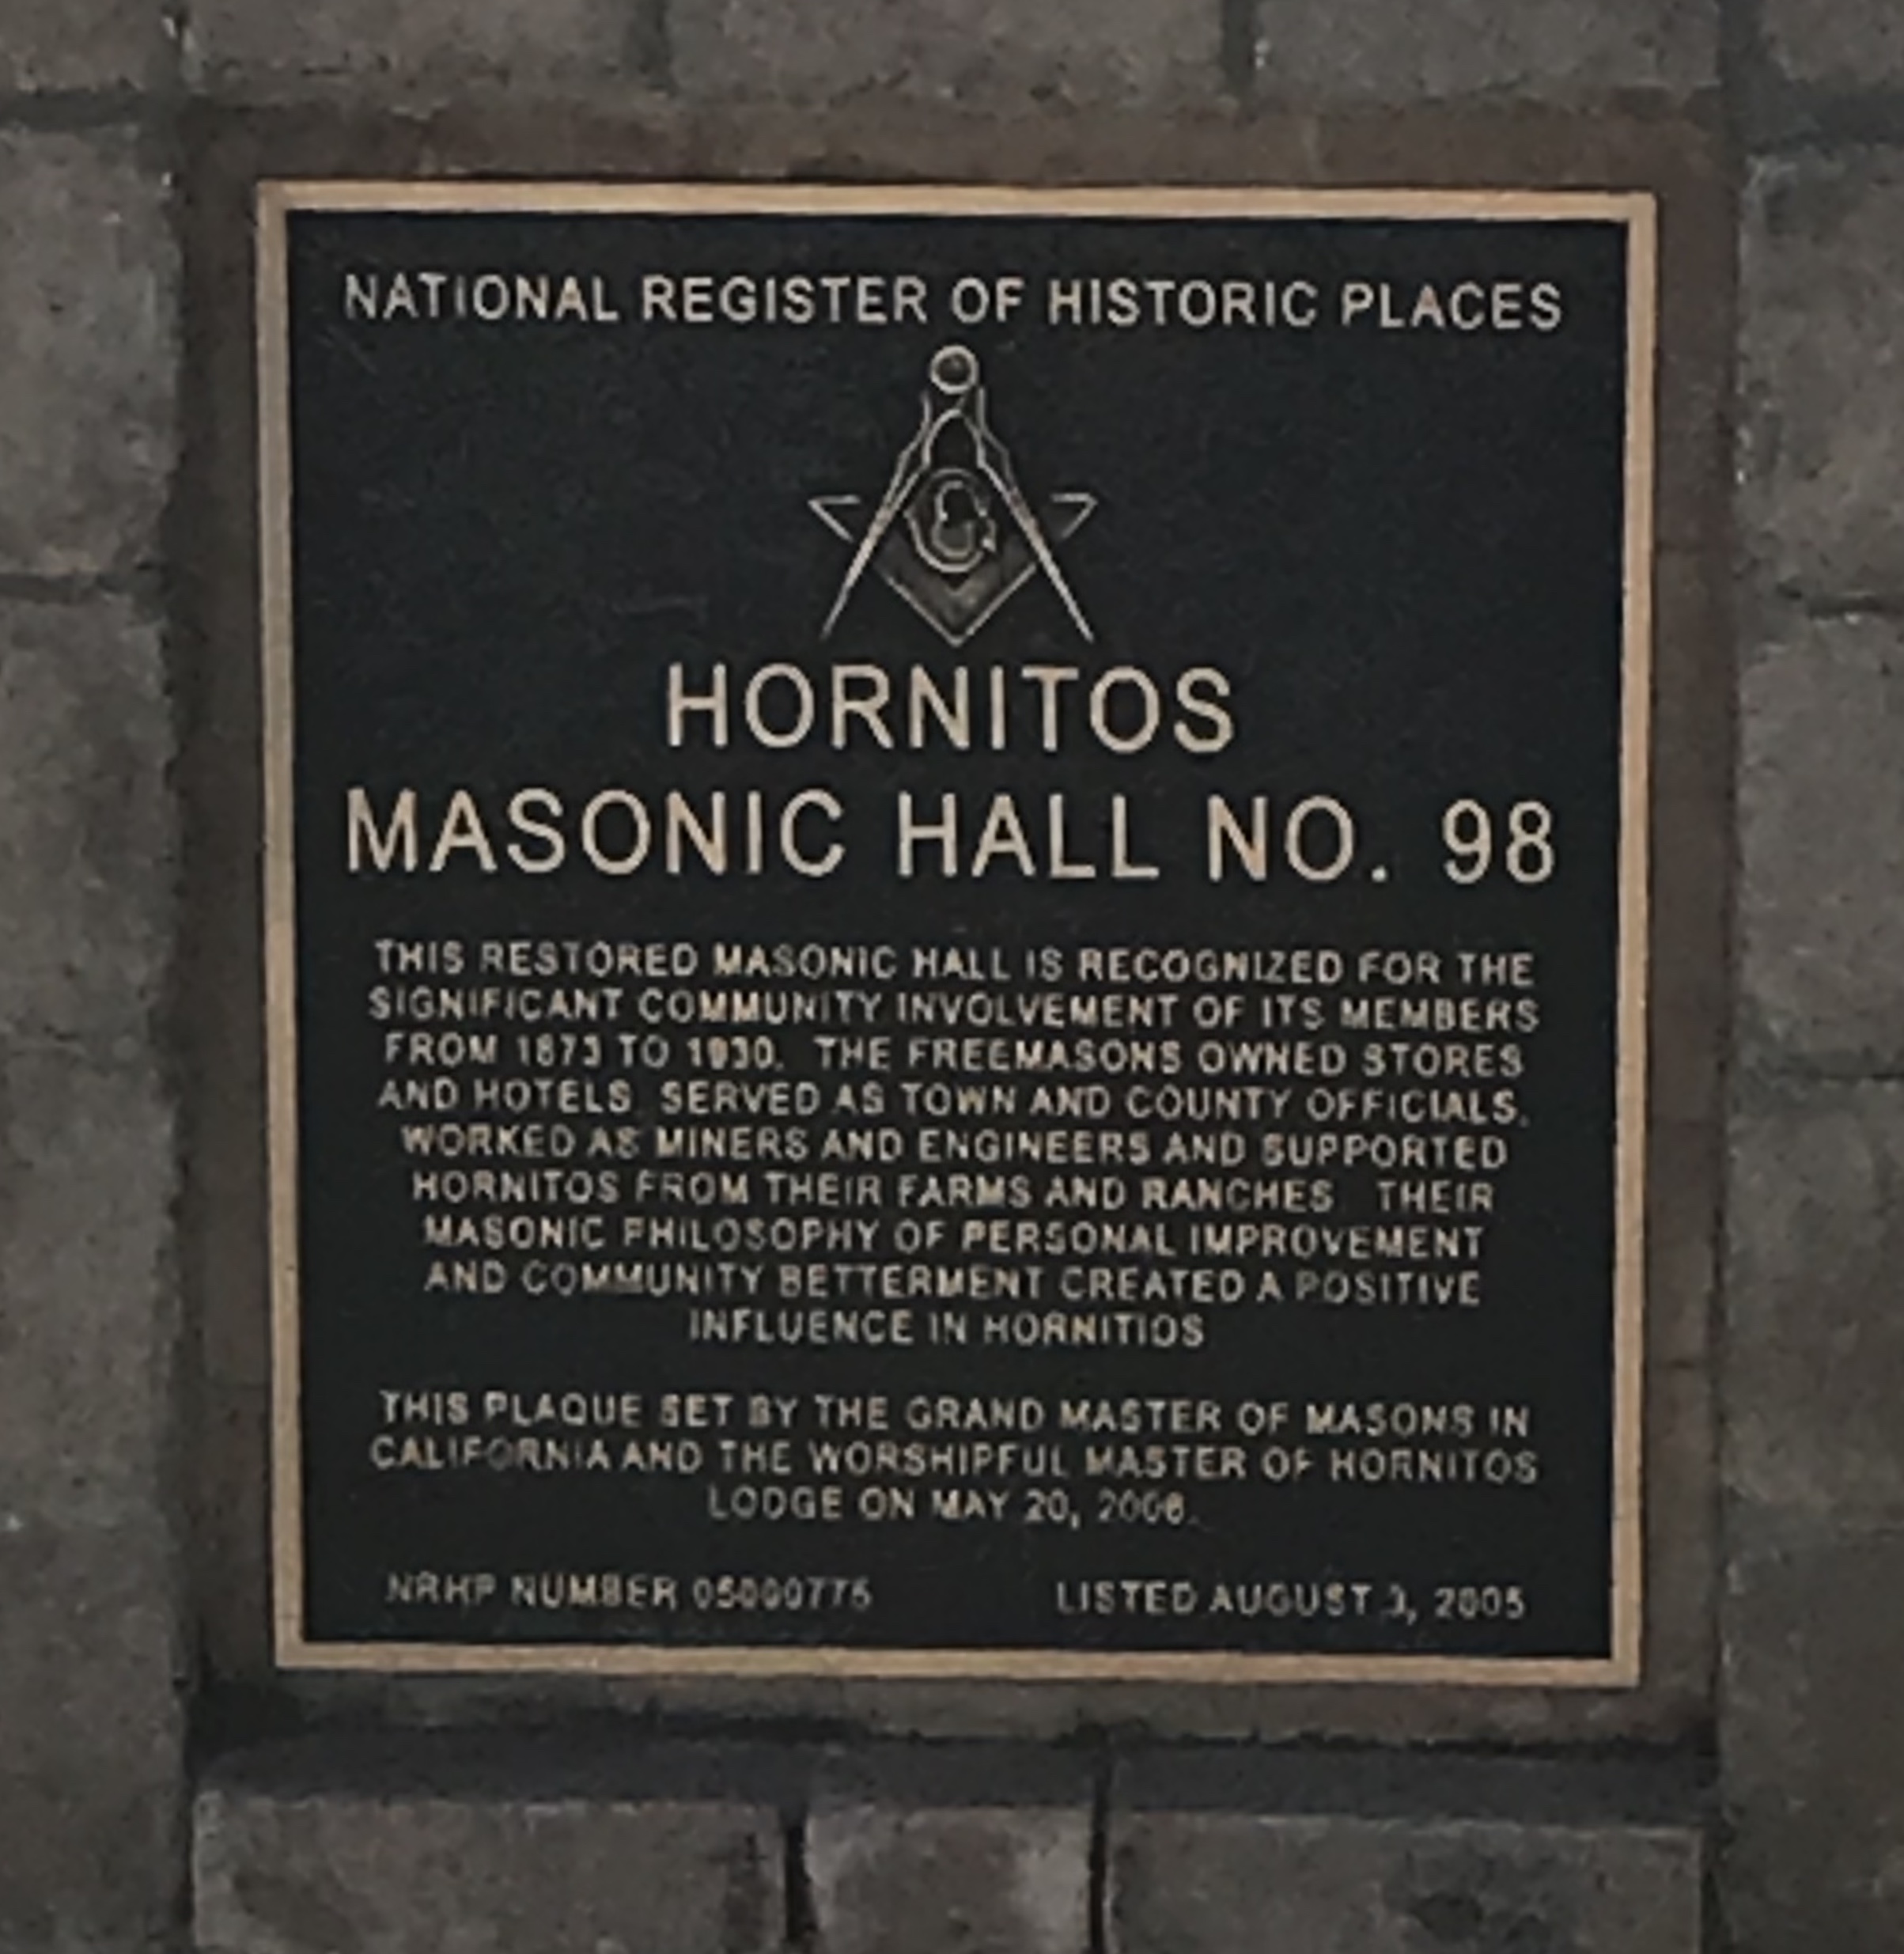 NATIONAL REGISTER OF HISTORIC PLACES
G
HORNITOS
MASONIC HALL NO. 98
THIS RESTORED MASONIC HALL IS RECOGNIZED FOR THE
SIGNIFICANT COMMUNITY INVOLVEMENT OF ITS MEMBERS
FROM 1873 TO 1930. THE FREEMASONS OWNED STORES
AND HOTELS, SERVED AS TOWN AND COUNTY OFFICIALS,
WORKED AS MINERS AND ENGINEERS AND SUPPORTED
HORNITOS FROM THEIR FARMS AND RANCHES. THEIR
MASONIC PHILOSOPHY OF PERSONAL IMPROVEMENT
AND COMMUNITY BETTERMENT CREATED A POSITIVE
INFLUENCE IN HORNITIOS
THIS PLAQUE SET BY THE GRAND MASTER OF MASONS IN
CALIFORNIA AND THE WORSHIPFUL MASTER OF HORNITOS
LODGE ON MAY 20,
NRHP NUMBER
LISTED AUGUST 2005